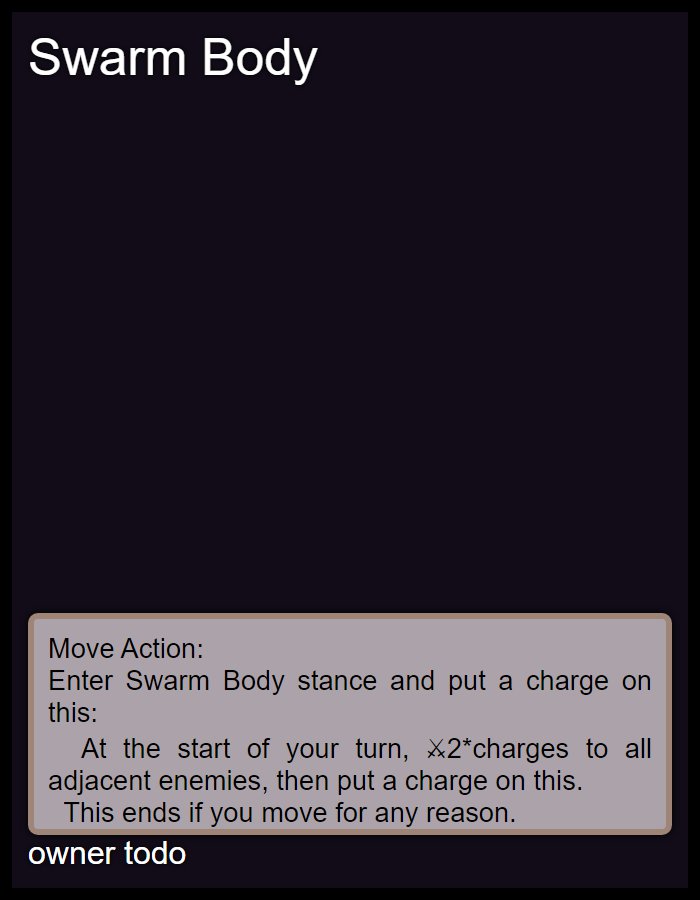 Swarm Body
Move Action:
Enter Swarm Body stance and put a charge on
this:
At the start of your turn, ⚔2*charges to all
adjacent enemies, then put a charge on this.
This ends if you move for any reason.
owner todo